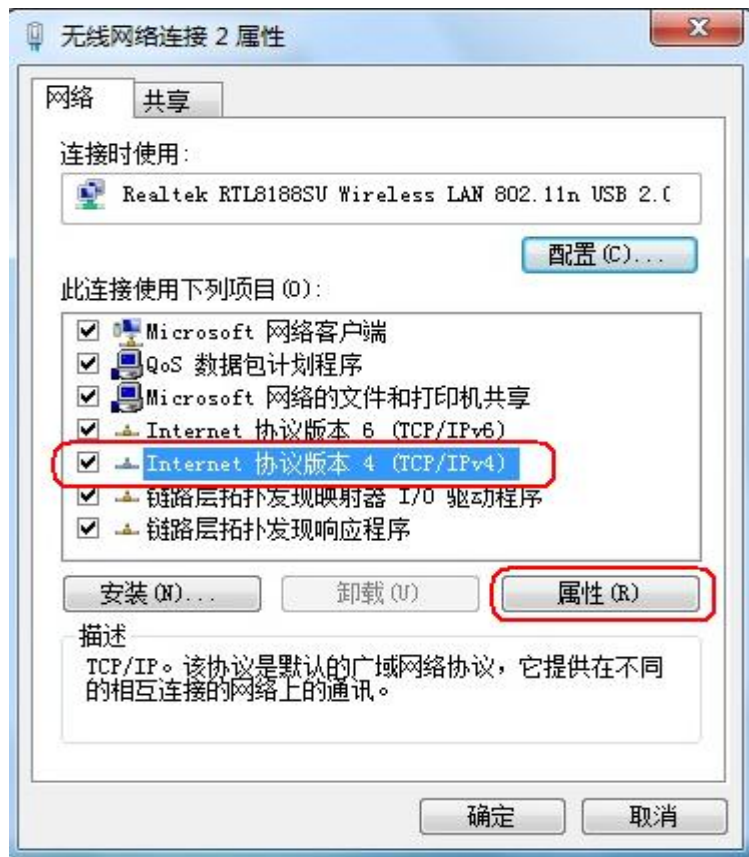 无线网络连接 2 属性
网络
共享
连接时使用:
Realtek RTL8188SU Wireless LAN 802.11n USB 2.(
配置(C)...
此连接使用下列项目(O):
Microsoft 网络客户端
QoS 数据包计划程序
Microsoft 网络的文件和打印机共享
Internet 协议版本 6 (TCP/IPv6)
Internet 协议版本 4 (TCP/IPv4)
链路层拓扑发现映射器 I/O 驱动程序
链路层拓扑发现响应程序
安装(N)...
卸载(U)
属性(R)
描述
TCP/IP。该协议是默认的广域网络协议，它提供在不同
的相互连接的网络上的通讯。
确定
取消